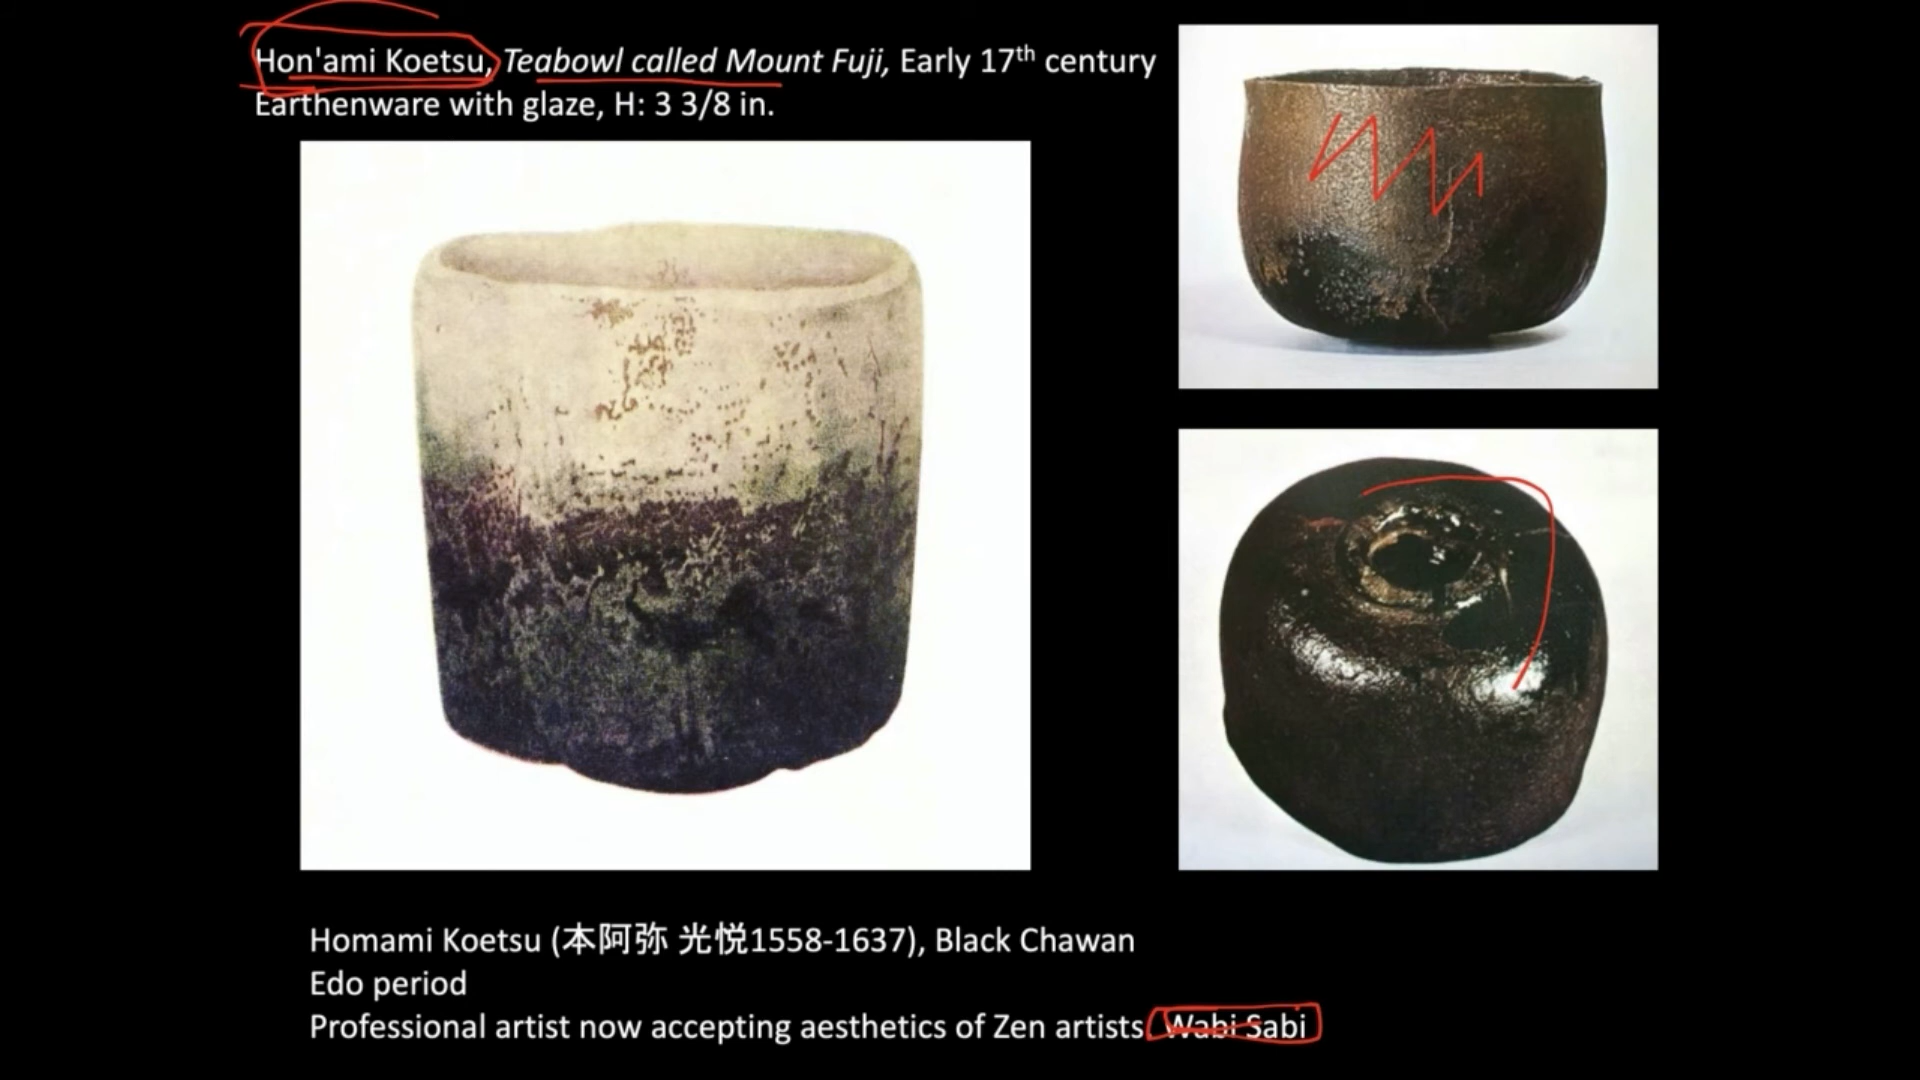 Hon'ami Koetsu, Teabowl called Mount Fuji, Early 17th century
Earthenware with glaze, H: 3 3/8 in.
Homami Koetsu (本阿弥 光悦1558-1637), Black Chawan
Edo period
Professional artist now accepting aesthetics of Zen artists Wabi Sabi